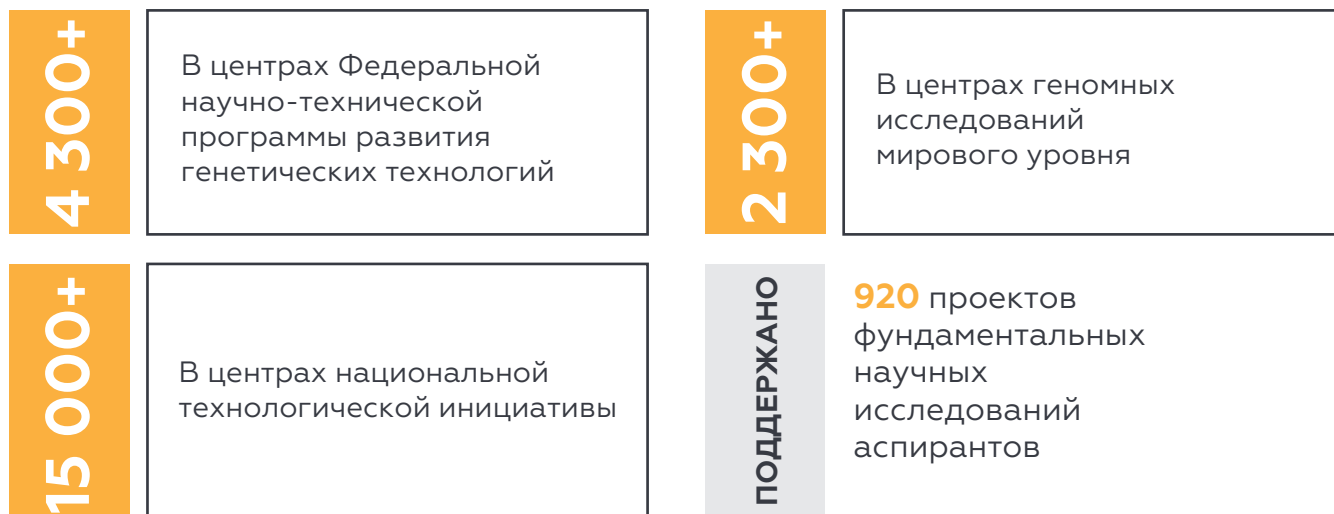 4 300+
В центрах Федеральной
научно-технической
программы развития
генетических технологий
2 300+
В центрах геномных
исследований
мирового уровня
15 000+
В центрах национальной
технологической инициативы
ПОДДЕРЖАНО
920 проектов
фундаментальных
научных
исследований
аспирантов